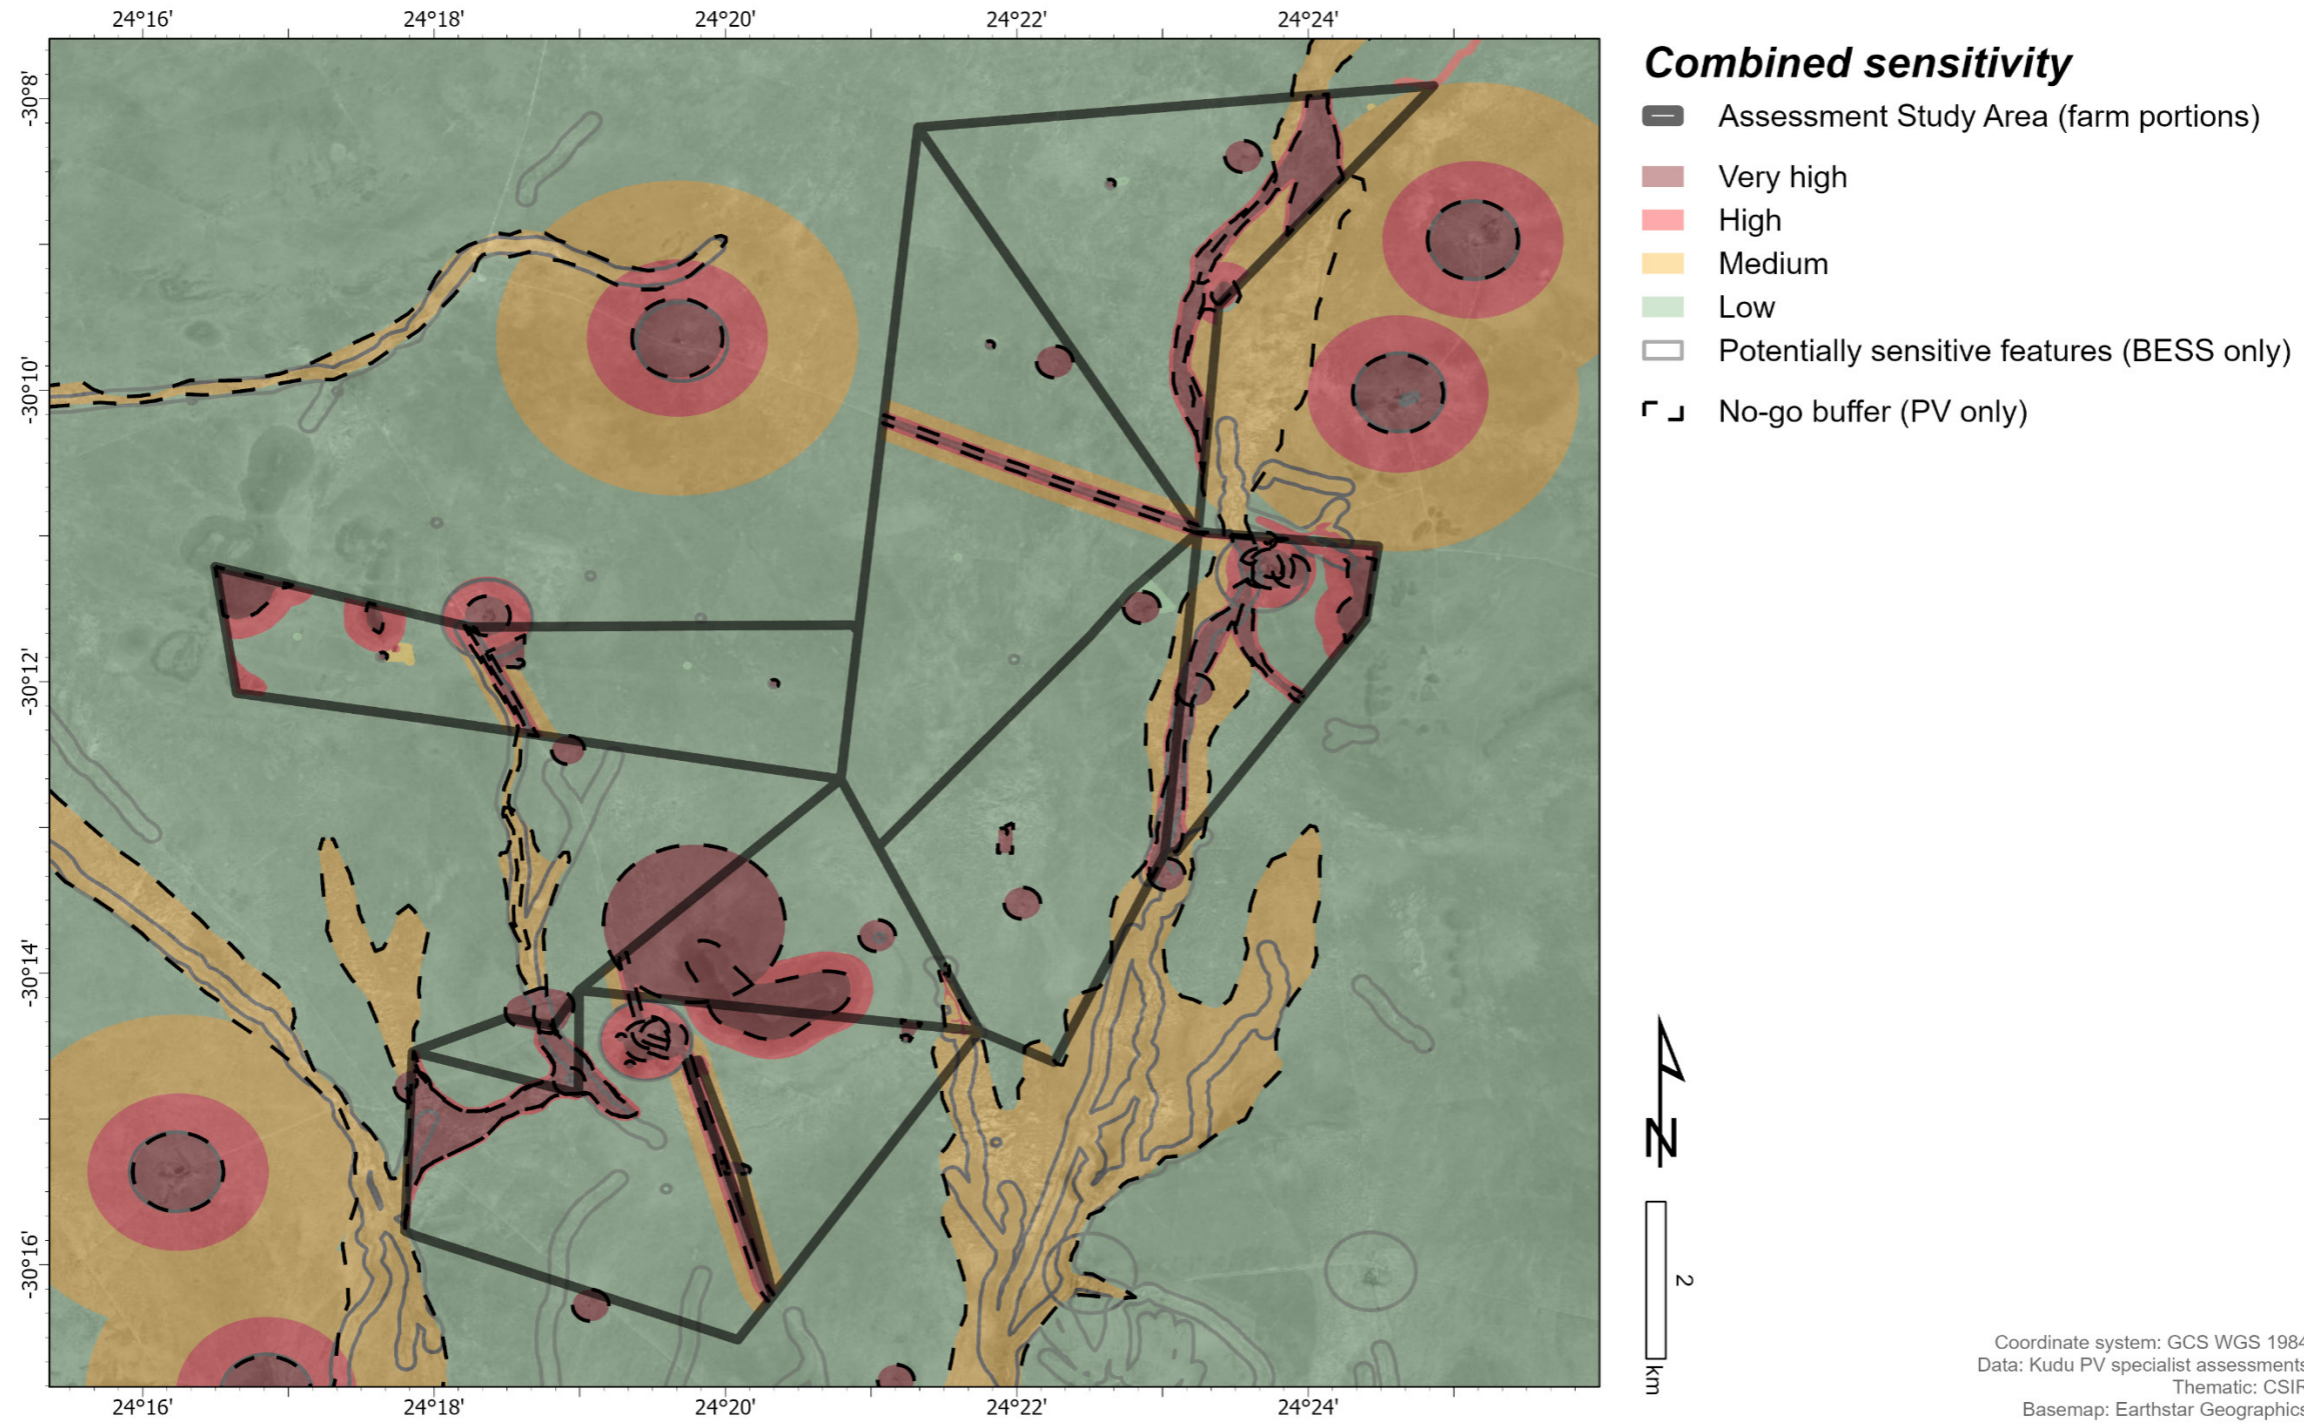 24°16' 24°18' 24°20' 24°22' 24°24'
-30°8'
-30°10'
-30°12'
-30°14'
-30°16'
24°16' 24°18' 24°20' 24°22' 24°24'
Combined sensitivity
Assessment Study Area (farm portions)
Very high
High
Medium
Low
Potentially sensitive features (BESS only)
No-go buffer (PV only)
N
2
km
Coordinate system: GCS WGS 1984
Data: Kudu PV specialist assessments
Thematic: CSIR
Basemap: Earthstar Geographics